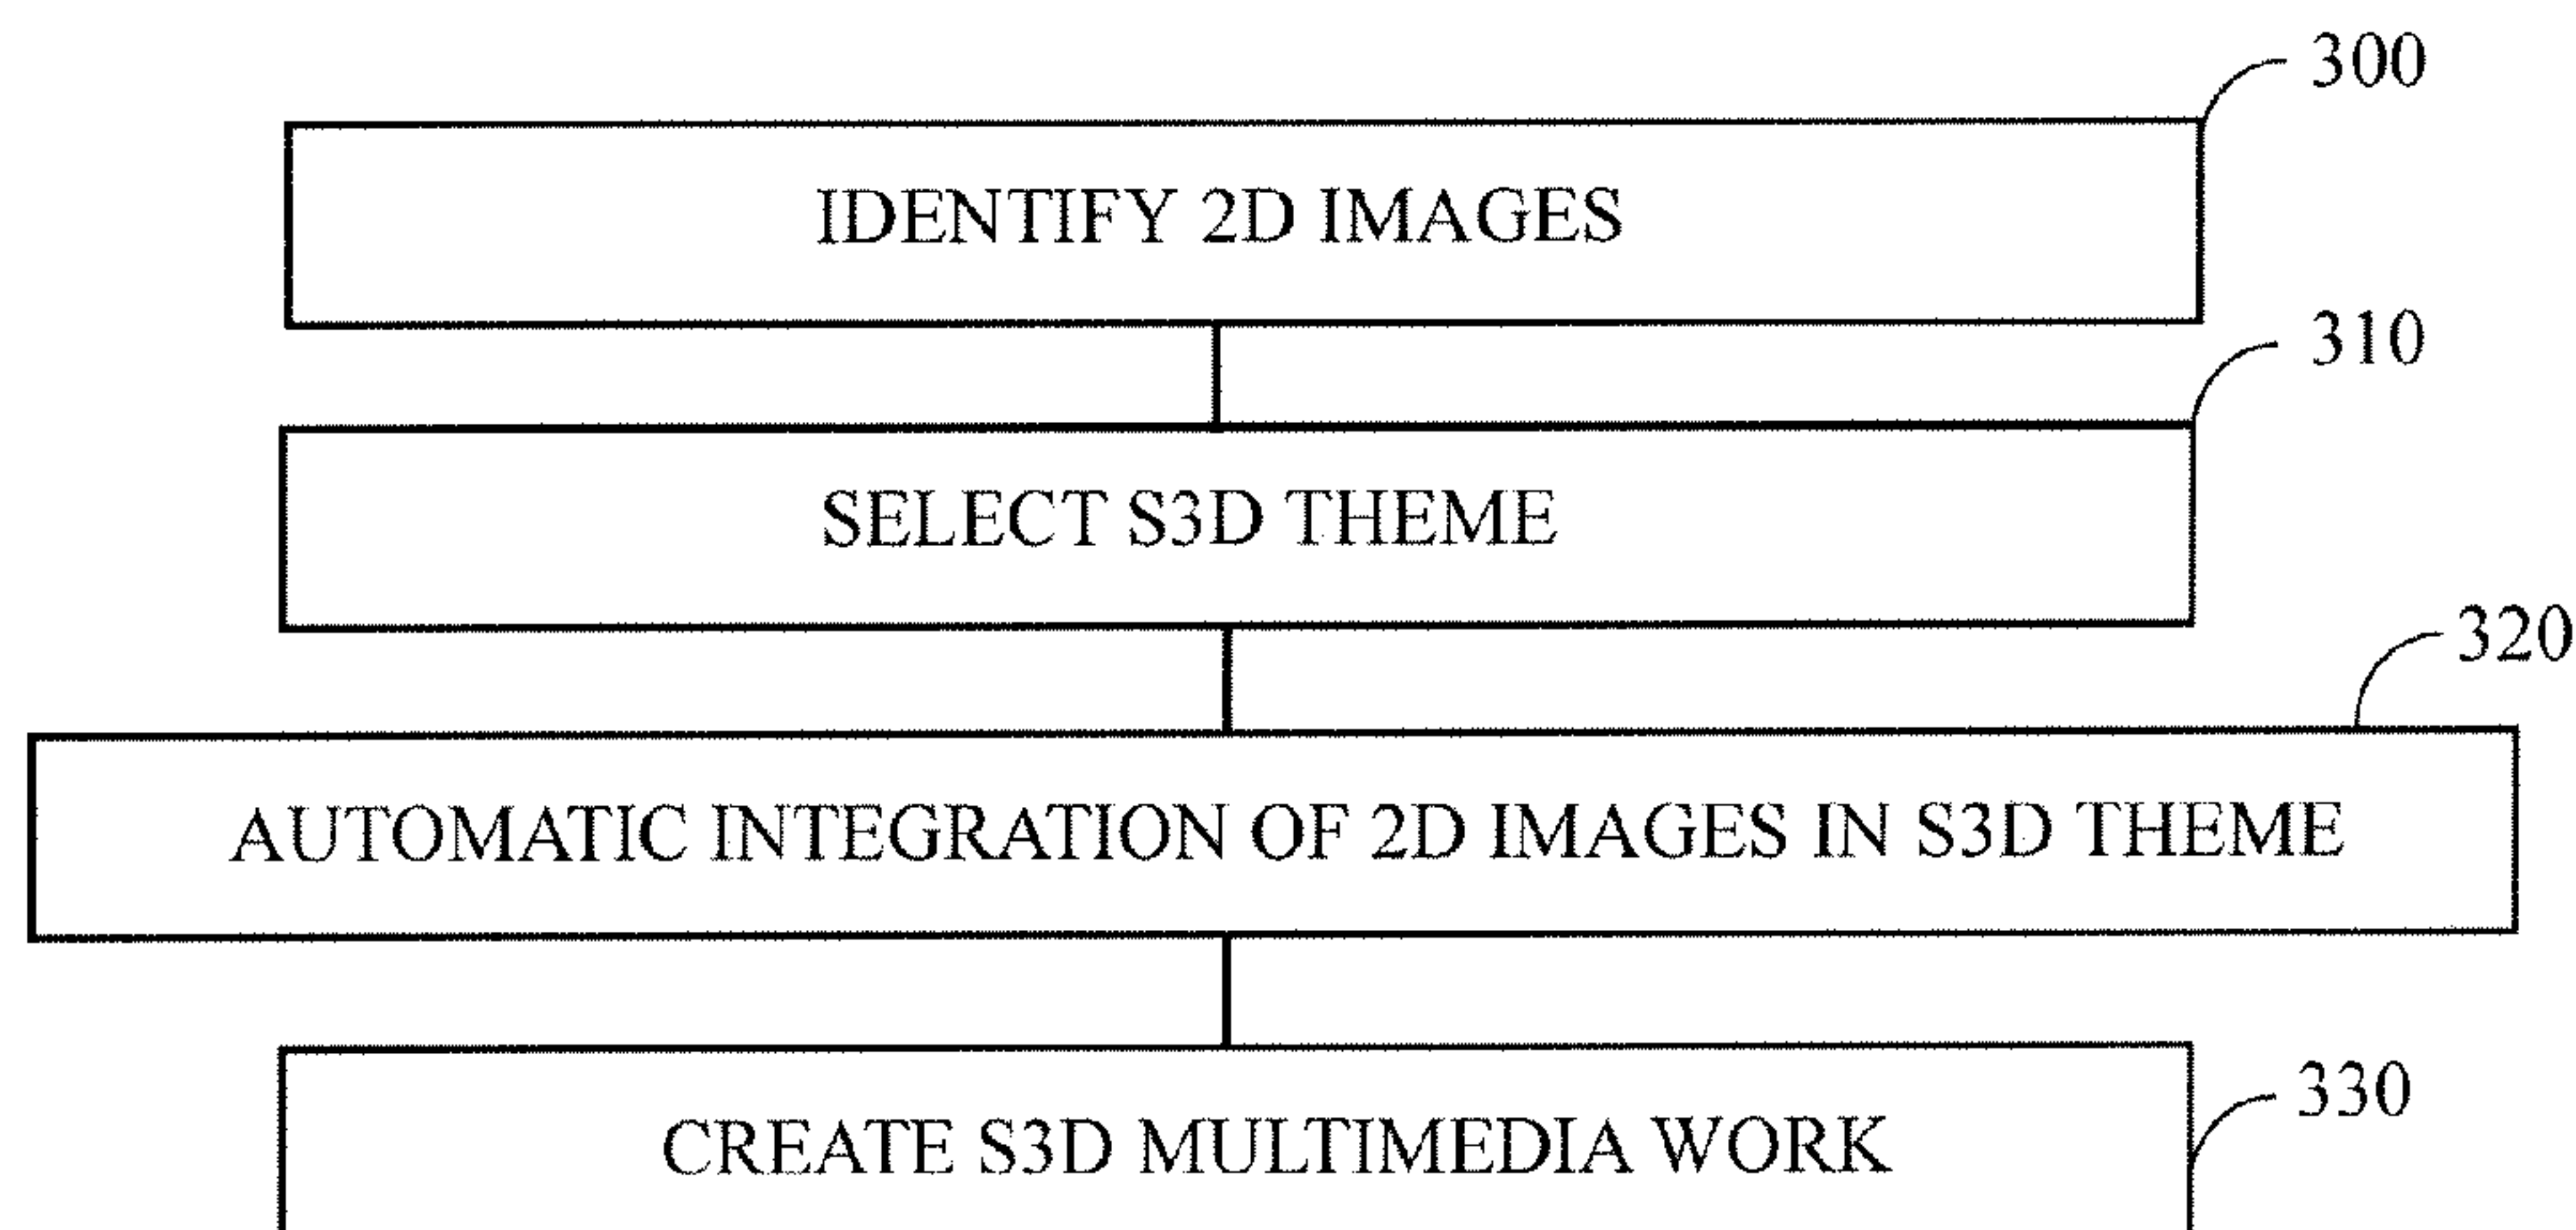 300
IDENTIFY 2D IMAGES
310
SELECT S3D THEME
320
AUTOMATIC INTEGRATION OF 2D IMAGES IN S3D THEME
330
CREATE S3D MULTIMEDIA WORK